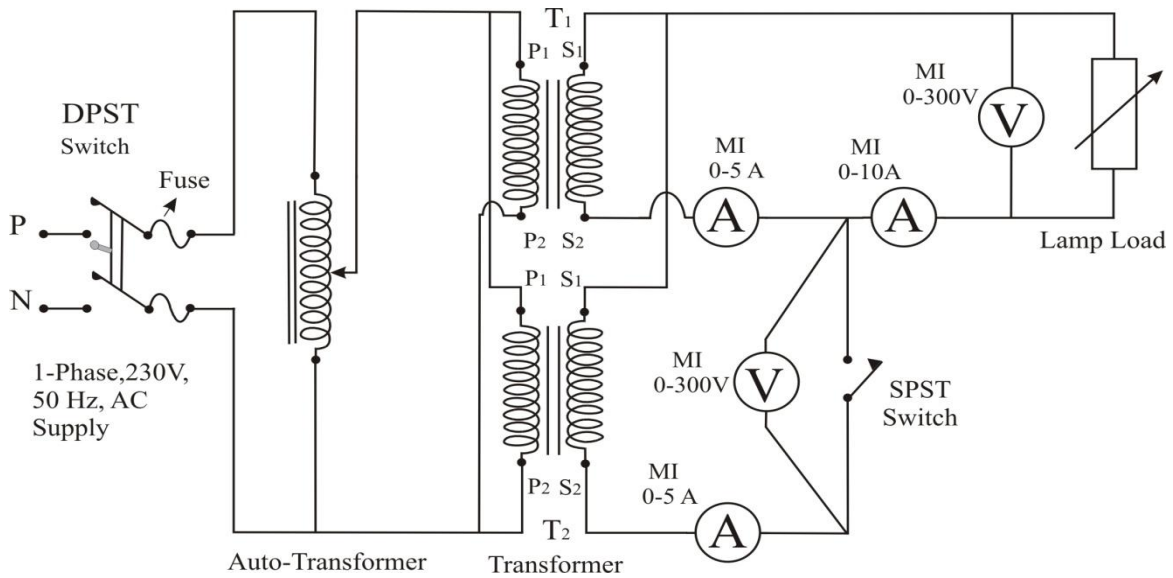 T1
P1 S1
MI
0-300V
V
DPST
Switch
Fuse
MI
0-5 A
A
MI
0-10A
A
P
P2 S2
Lamp Load
P1 S1
N
1-Phase,230V,
50 Hz, AC
Supply
MI
0-300V
V
SPST
Switch
P2 S2
MI
0-5 A
A
T2
Auto-Transformer
Transformer